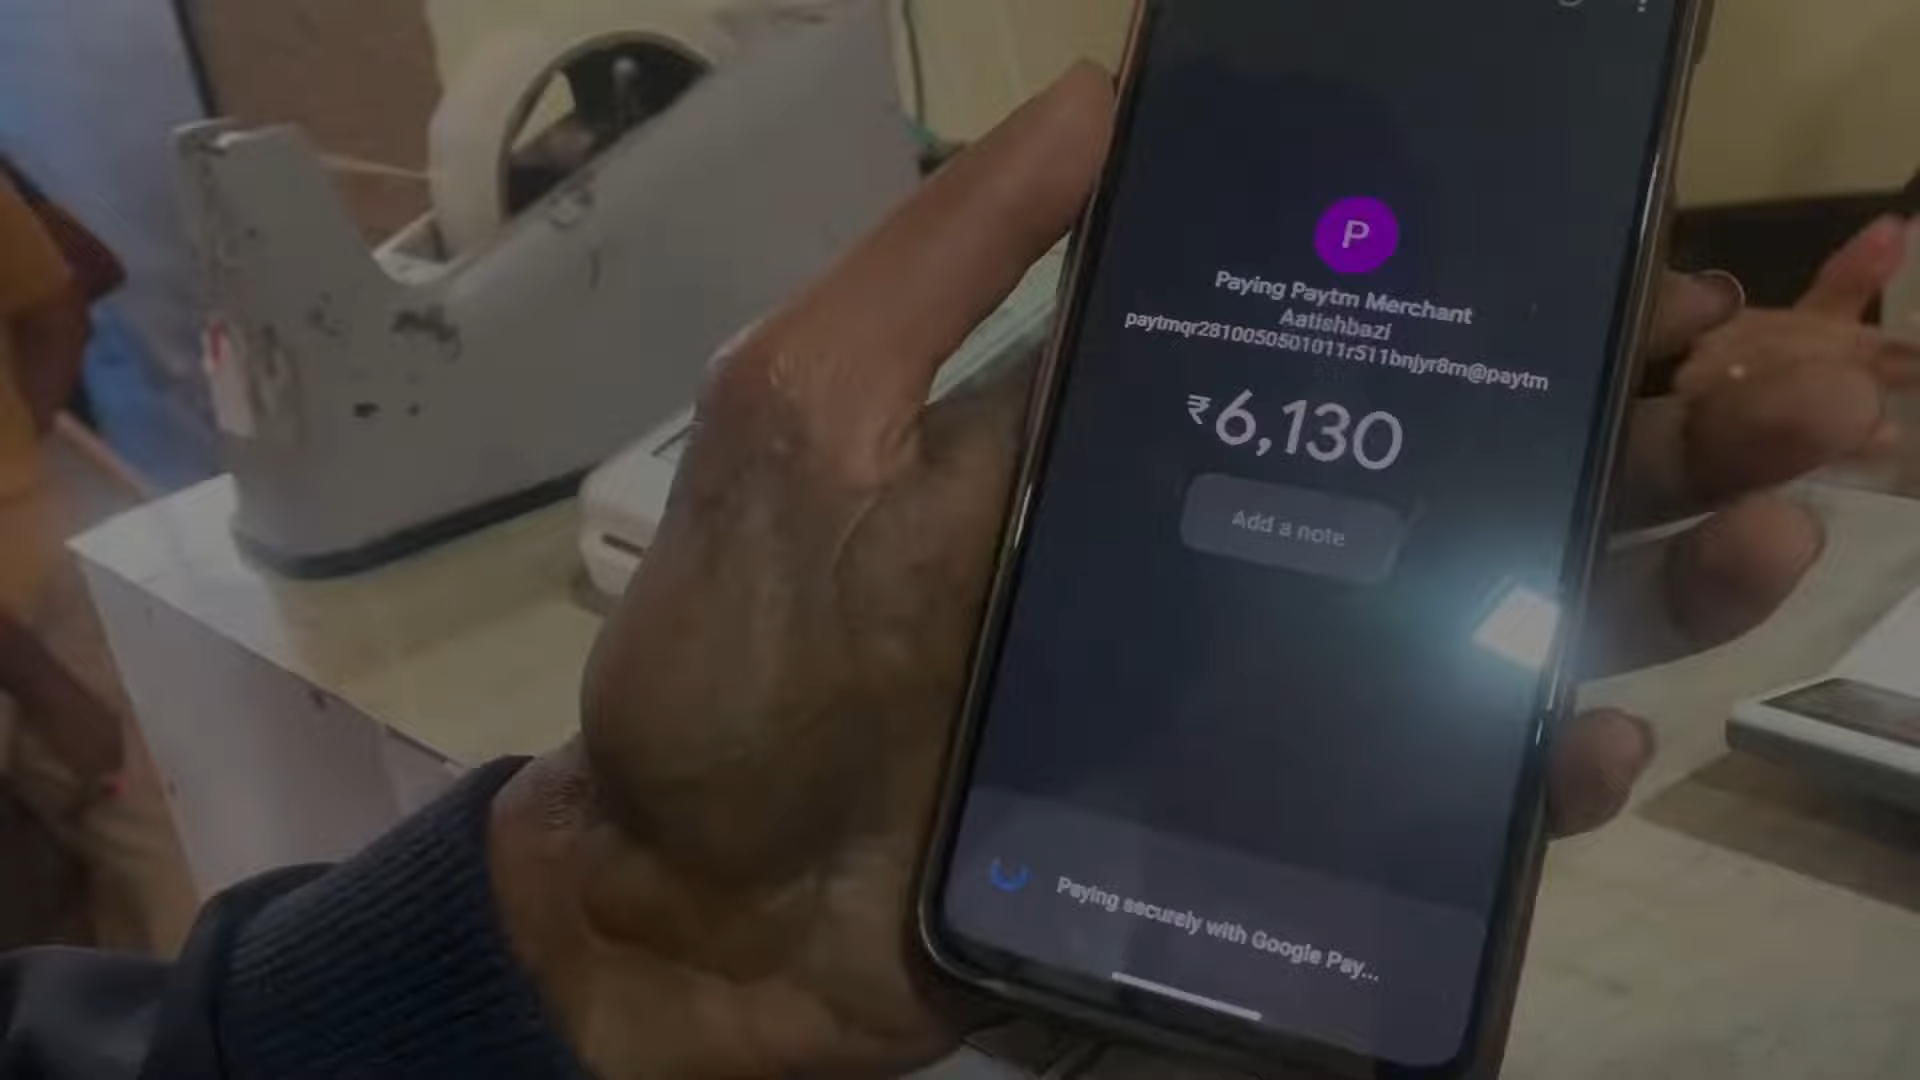 P
Paying Paytm Merchant
Aatishbazi
paytmqr2810050501011r511bnjyr8m@paytm
₹6,130
Add a note
Paying securely with Google Pay...